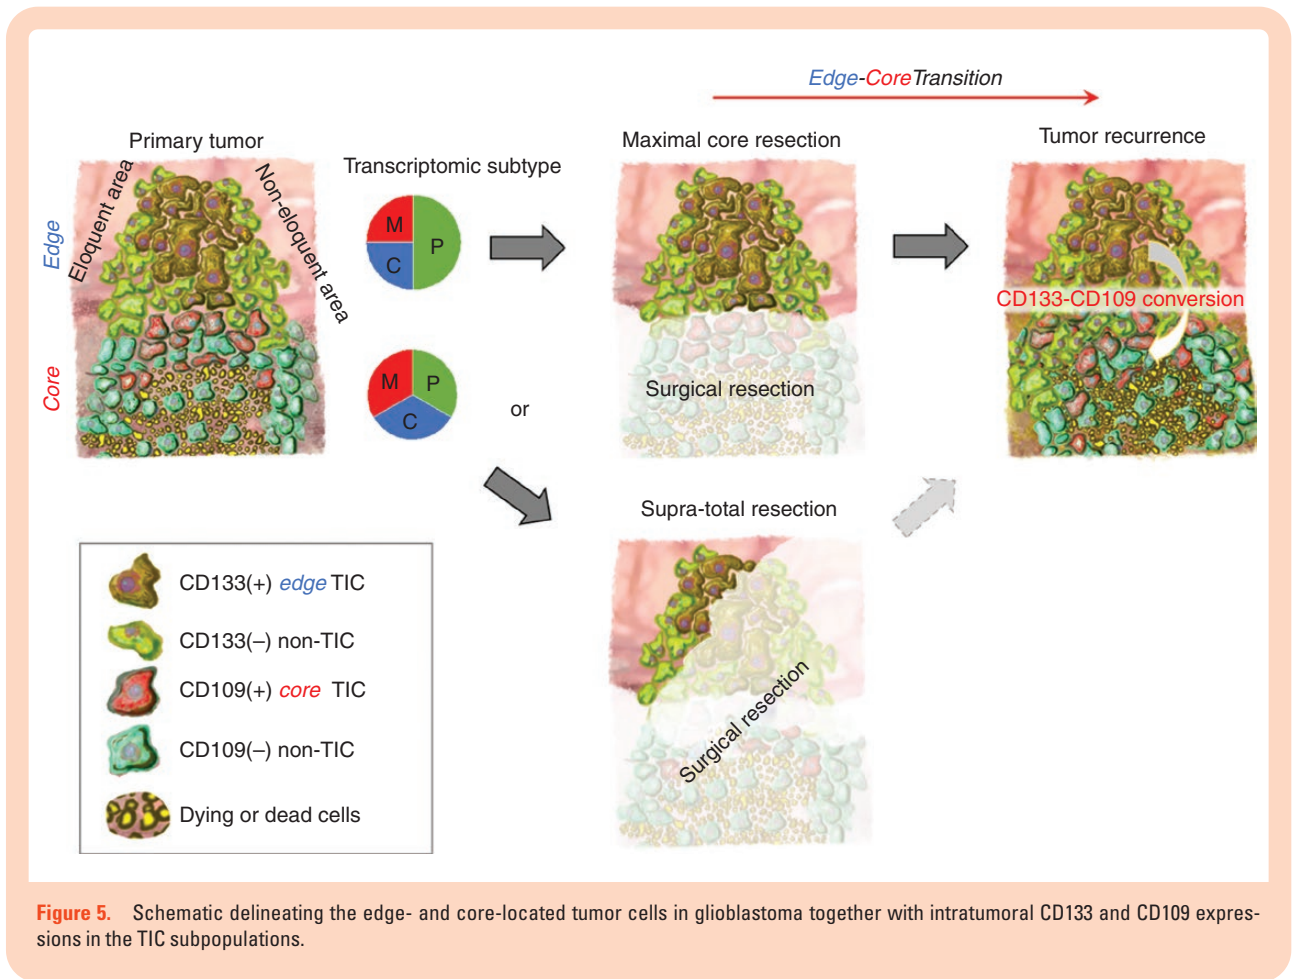 Edge-CoreTransition
Primary tumor
Transcriptomic subtype
Maximal core resection
Tumor recurrence
Edge
Eloquent area
Non-eloquent area
M
P
C
CD133-CD109 conversion
Core
M
P
C
or
Surgical resection
Supra-total resection
Surgical resection
CD133(+) edge TIC
CD133(–) non-TIC
CD109(+) core TIC
CD109(–) non-TIC
Dying or dead cells
Figure 5. Schematic delineating the edge- and core-located tumor cells in glioblastoma together with intratumoral CD133 and CD109 expres-
sions in the TIC subpopulations.